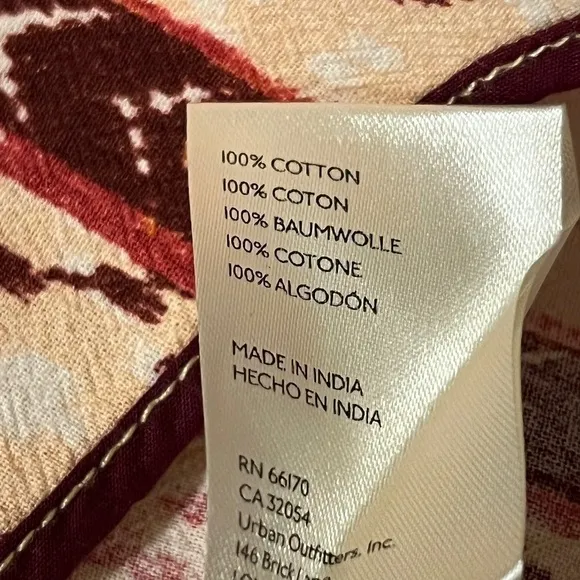 100% COTTON
100% COTON
100% BAUMWOLLE
100% COTONE
100% ALGODÓN
MADE IN INDIA
HECHO EN INDIA
RN 66170
CA 32054
Urban Outfitters, Inc.
146 Brick